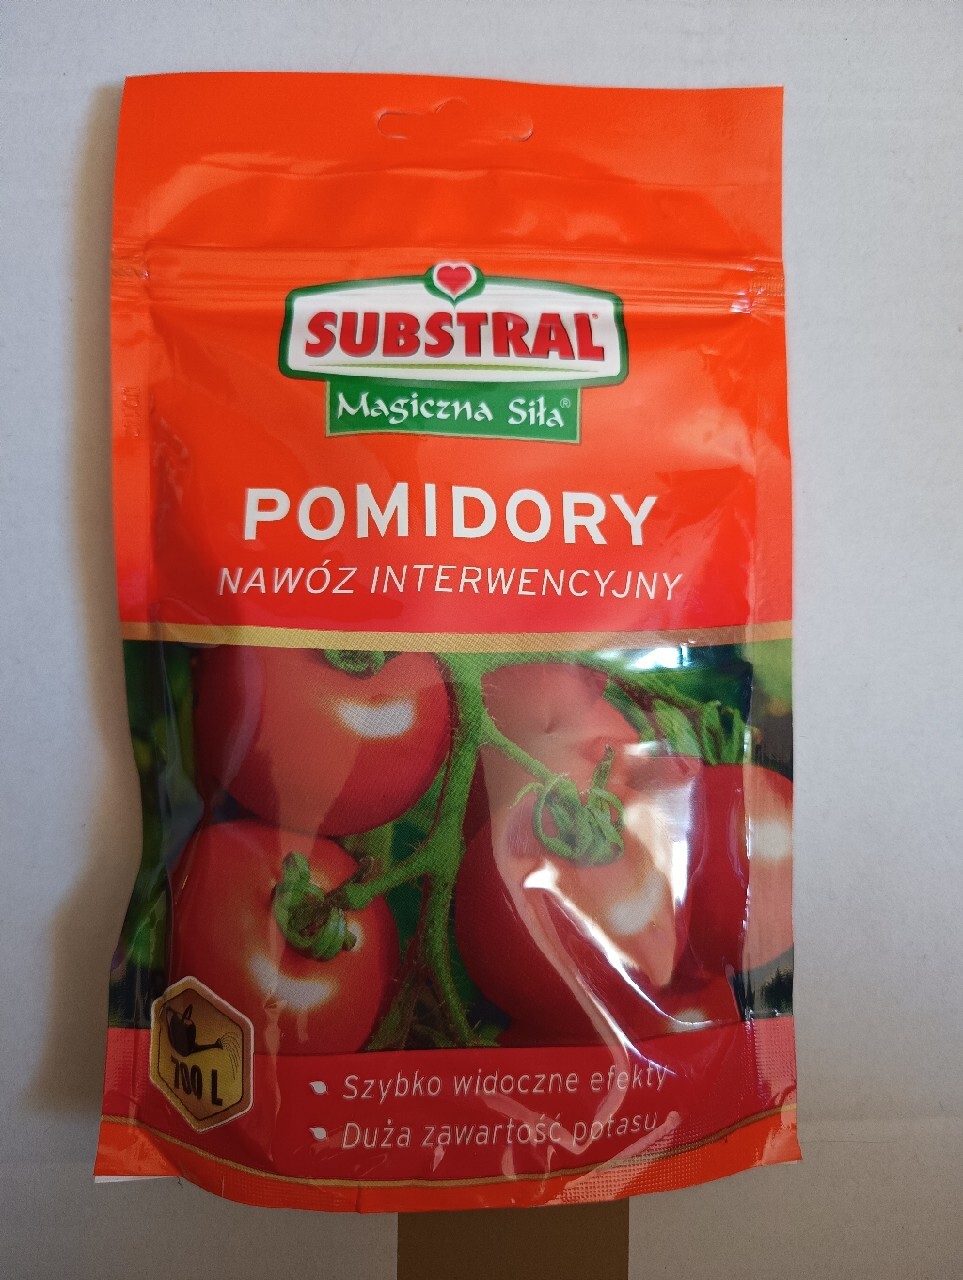 SUBSTRAL®
Magiczna Siła®
POMIDORY
NAWÓZ INTERWENCYJNY
700 L
Szybko widoczne efekty
Duża zawartość potasu